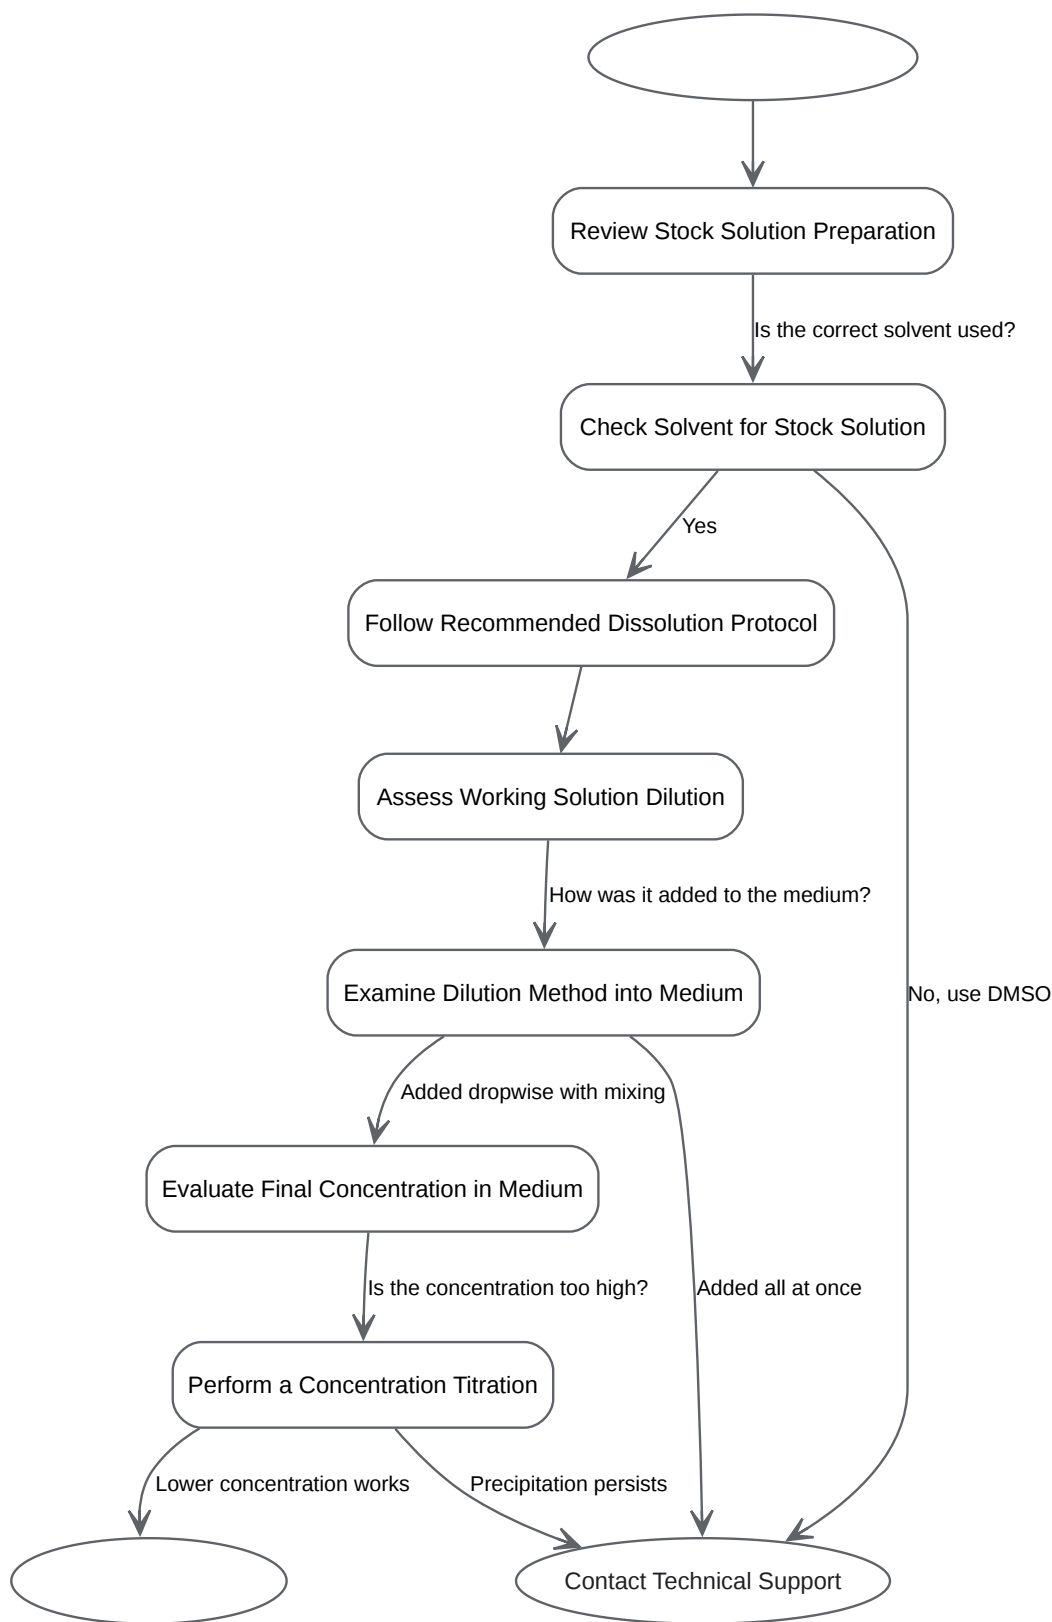 Review Stock Solution Preparation
Is the correct solvent used?
Check Solvent for Stock Solution
Yes
Follow Recommended Dissolution Protocol
Assess Working Solution Dilution
How was it added to the medium?
Examine Dilution Method into Medium
No, use DMSO
Added dropwise with mixing
Evaluate Final Concentration in Medium
Is the concentration too high?
Added all at once
Perform a Concentration Titration
Lower concentration works
Precipitation persists
Contact Technical Support